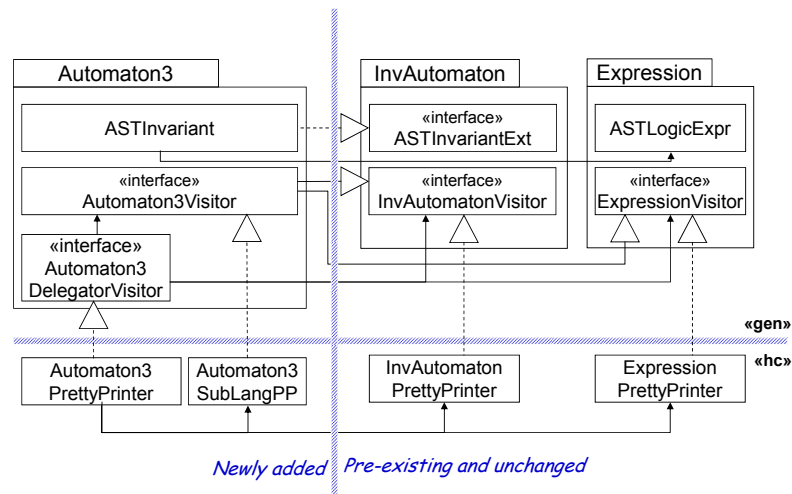 Automaton3
InvAutomaton
Expression
ASTInvariant
«interface»
ASTInvariantExt
ASTLogicExpr
«interface»
Automaton3Visitor
«interface»
InvAutomatonVisitor
«interface»
ExpressionVisitor
«interface»
Automaton3
DelegatorVisitor
«gen»
«hc»
Automaton3
PrettyPrinter
Automaton3
SubLangPP
InvAutomaton
PrettyPrinter
Expression
PrettyPrinter
Newly added
Pre-existing and unchanged